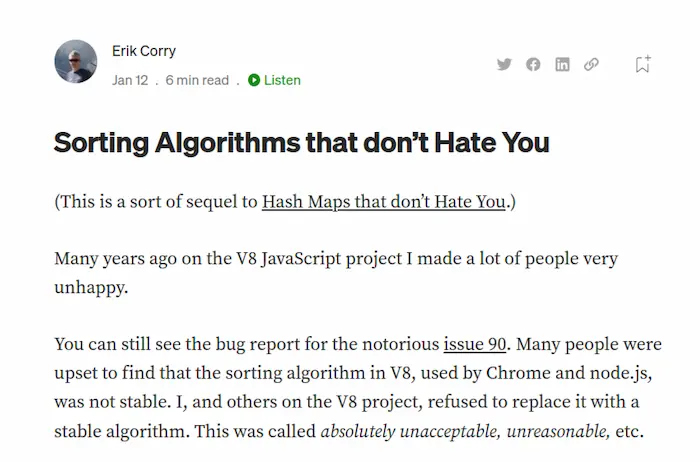 Erik Corry
Jan 12 . 6 min read . Listen
Sorting Algorithms that don’t Hate You
(This is a sort of sequel to Hash Maps that don’t Hate You.)
Many years ago on the V8 JavaScript project I made a lot of people very
unhappy.
You can still see the bug report for the notorious issue 90. Many people were
upset to find that the sorting algorithm in V8, used by Chrome and node.js,
was not stable. I, and others on the V8 project, refused to replace it with a
stable algorithm. This was called absolutely unacceptable, unreasonable, etc.